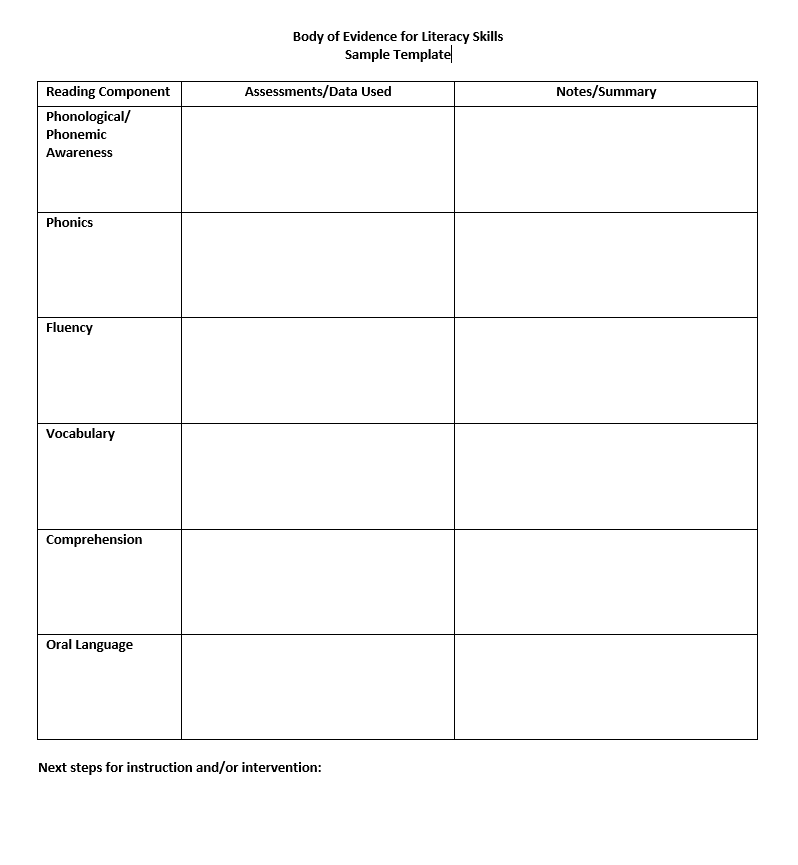 Body of Evidence for Literacy Skills
Sample Template
Reading Component
Assessments/Data Used
Notes/Summary
Phonological/
Phonemic
Awareness
Phonics
Fluency
Vocabulary
Comprehension
Oral Language
Next steps for instruction and/or intervention: